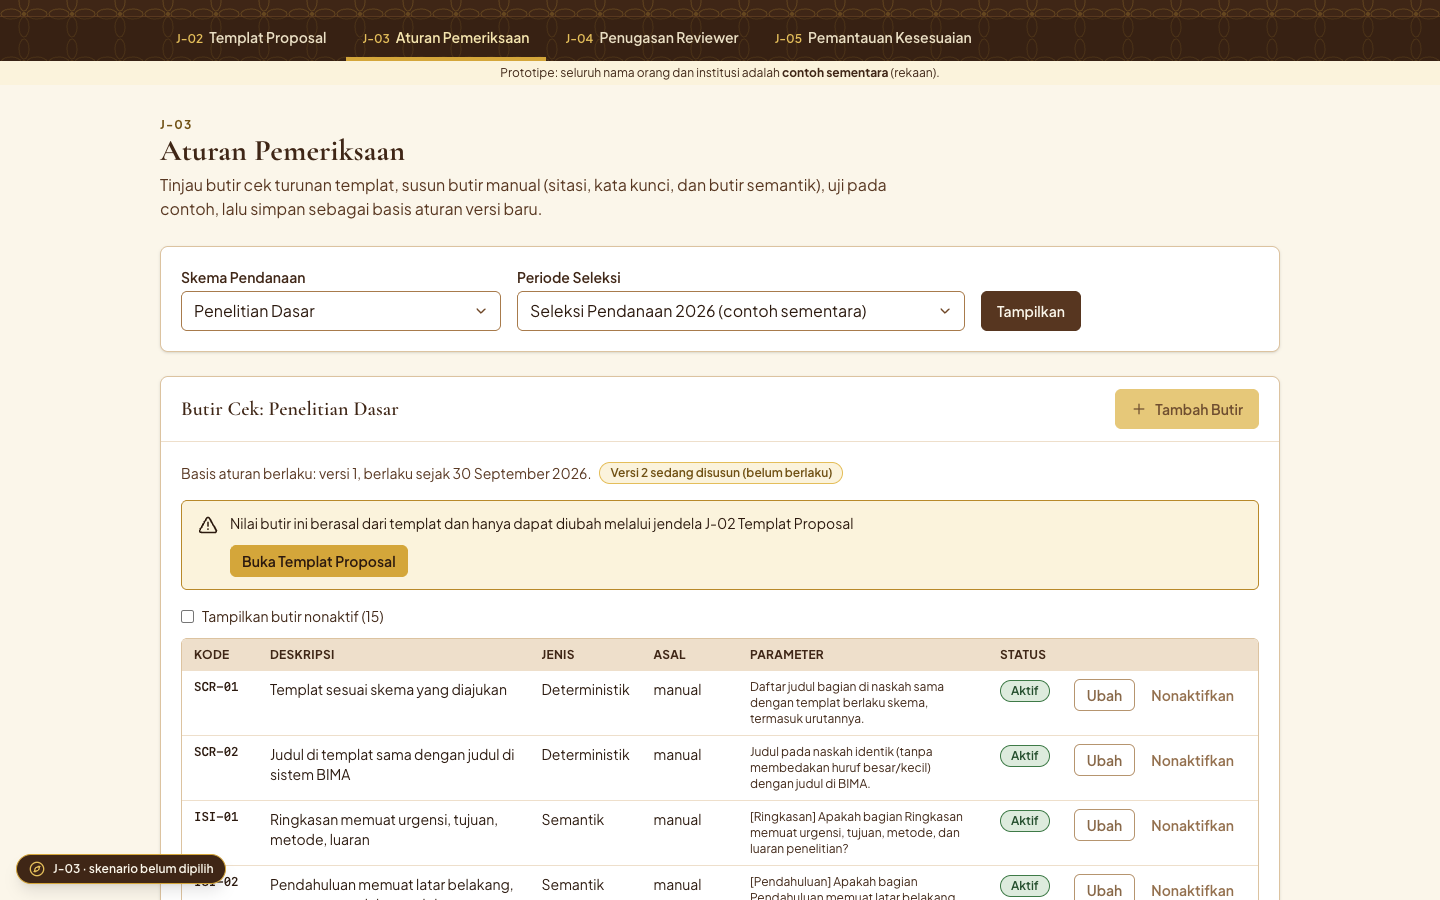 J-02 Templat Proposal J-03 Aturan Pemeriksaan J-04 Penugasan Reviewer J-05 Pemantauan Kesesuaian
Prototipe: seluruh nama orang dan institusi adalah contoh sementara (rekaan).
J-03
Aturan Pemeriksaan
Tinjau butir cek turunan templat, susun butir manual (sitasi, kata kunci, dan butir semantik), uji pada
contoh, lalu simpan sebagai basis aturan versi baru.
Skema Pendanaan Periode Seleksi
Penelitian Dasar Seleksi Pendanaan 2026 (contoh sementara) Tampilkan
Butir Cek: Penelitian Dasar + Tambah Butir
Basis aturan berlaku: versi 1, berlaku sejak 30 September 2026. Versi 2 sedang disusun (belum berlaku)
Nilai butir ini berasal dari templat dan hanya dapat diubah melalui jendela J-02 Templat Proposal
Buka Templat Proposal
Tampilkan butir nonaktif (15)
KODE DESKRIPSI JENIS ASAL PARAMETER STATUS
SCR-01 Templat sesuai skema yang diajukan Deterministik manual Daftar judul bagian di naskah sama Aktif Ubah Nonaktifkan
dengan templat berlaku skema,
termasuk urutannya.
SCR-02 Judul di templat sama dengan judul di Deterministik manual Judul pada naskah identik (tanpa Aktif Ubah Nonaktifkan
sistem BIMA membedakan huruf besar/kecil)
dengan judul di BIMA.
ISI-01 Ringkasan memuat urgensi, tujuan, Semantik manual [Ringkasan] Apakah bagian Ringkasan Aktif Ubah Nonaktifkan
metode, luaran memuat urgensi, tujuan, metode, dan
luaran penelitian?
ISI-02 Pendahuluan memuat latar belakang, Semantik manual [Pendahuluan] Apakah bagian Aktif Ubah Nonaktifkan
Pendahuluan memuat latar belakang,
J-03 · skenario belum dipilih